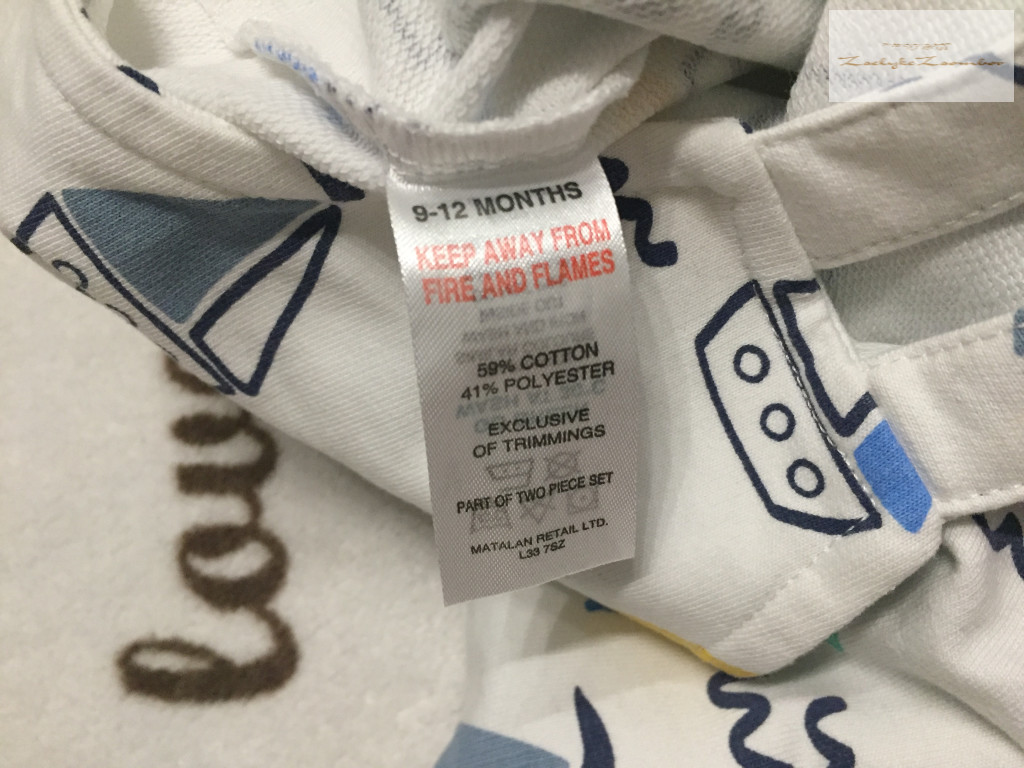 9-12 MONTHS
KEEP AWAY FROM
FIRE AND FLAMES
59% COTTON
41% POLYESTER
EXCLUSIVE
OF TRIMMINGS
PART OF TWO PIECE SET
MATALAN RETAIL LTD.
L33 7SZ